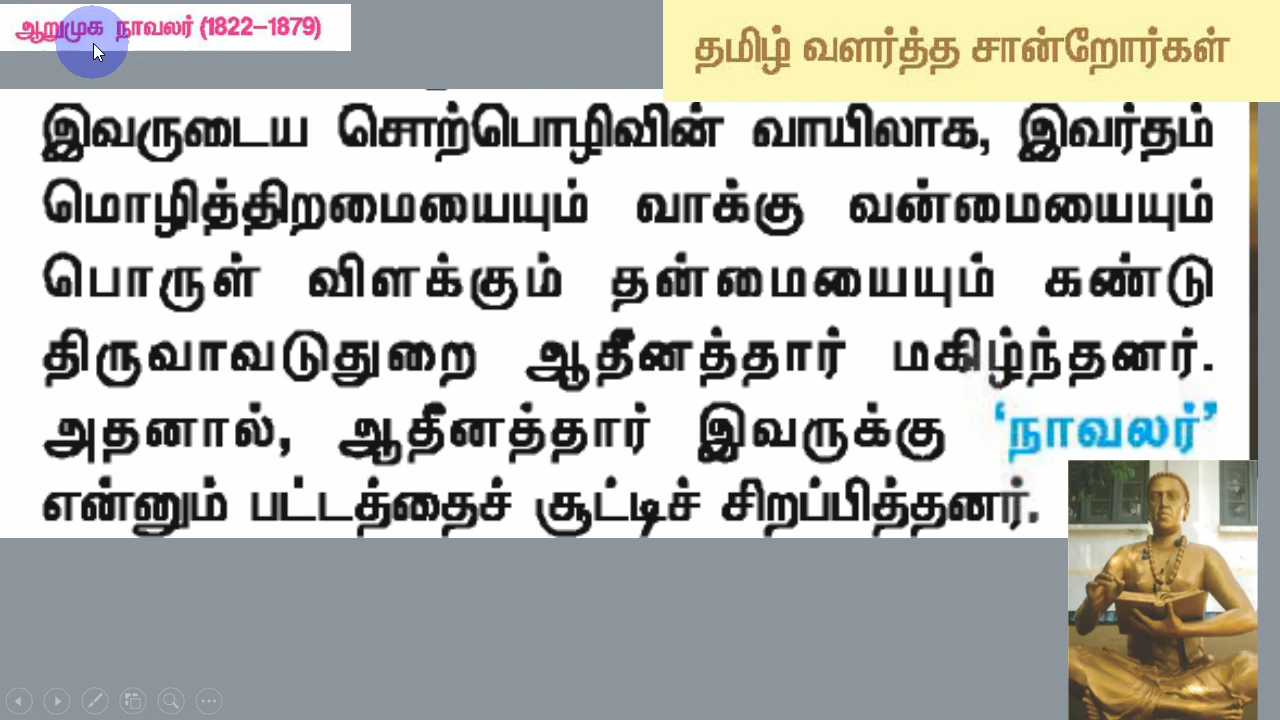 ஆறுமுக நாவலர் (1822–1879)
தமிழ் வளர்த்த சான்றோர்கள்
இவருடைய சொற்பொழிவின் வாயிலாக, இவர்தம்
மொழித்திறமையையும் வாக்கு வன்மையையும்
பொருள் விளக்கும் தன்மையையும் கண்டு
திருவாவடுதுறை ஆதீனத்தார் மகிழ்ந்தனர்.
அதனால், ஆதீனத்தார் இவருக்கு ‘நாவலர்’
என்னும் பட்டத்தைச் சூட்டிச் சிறப்பித்தனர்.